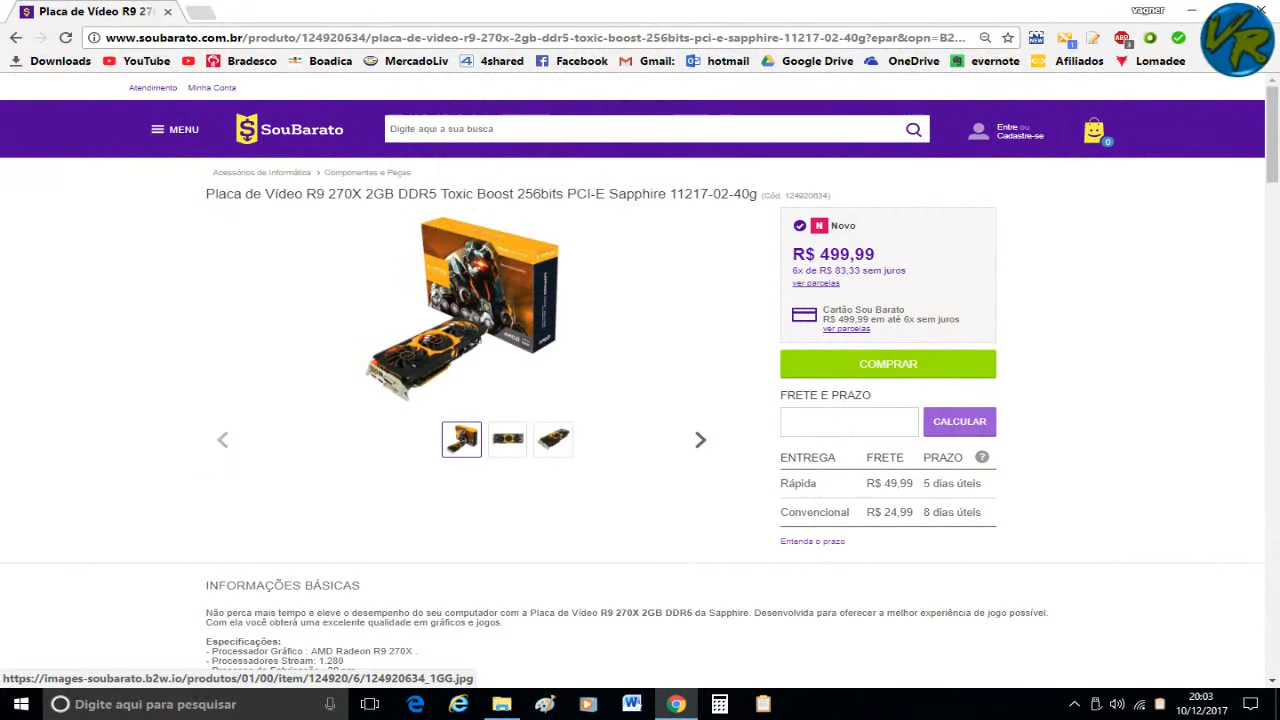 Placa de Vídeo R9 27
vagner
www.soubarato.com.br/produto/124920634/placa-de-video-r9-270x-2gb-ddr5-toxic-boost-256bits-pci-e-sapphire-11217-02-40g?epar&opn=B2...
Downloads YouTube Bradesco Boadica MercadoLiv 4shared Facebook Gmail: hotmail Google Drive OneDrive evernote Afiliados Lomadee
VR
Atendimento Minha Conta
MENU SouBarato Digite aqui a sua busca Entre ou
Cadastre-se
0
Acessórios de Informática > Componentes e Peças
Placa de Vídeo R9 270X 2GB DDR5 Toxic Boost 256bits PCI-E Sapphire 11217-02-40g (Cód. 124920634)
N Novo
R$ 499,99
6x de R$ 83,33 sem juros
ver parcelas
Cartão Sou Barato
R$ 499,99 em até 6x sem juros
ver parcelas
COMPRAR
FRETE E PRAZO
CALCULAR
ENTREGA FRETE PRAZO ?
Rápida R$ 49,99 5 dias úteis
Convencional R$ 24,99 8 dias úteis
Entenda o prazo
INFORMAÇÕES BÁSICAS
Não perca mais tempo e eleve o desempenho do seu computador com a Placa de Vídeo R9 270X 2GB DDR5 da Sapphire. Desenvolvida para oferecer a melhor experiência de jogo possível.
Com ela você obterá uma excelente qualidade em gráficos e jogos.
Especificações:
- Processador Gráfico : AMD Radeon R9 270X .
- Processadores Stream: 1.280
https://images-soubarato.b2w.io/produtos/01/00/item/124920/6/124920634_1GG.jpg
Digite aqui para pesquisar
20:03
10/12/2017